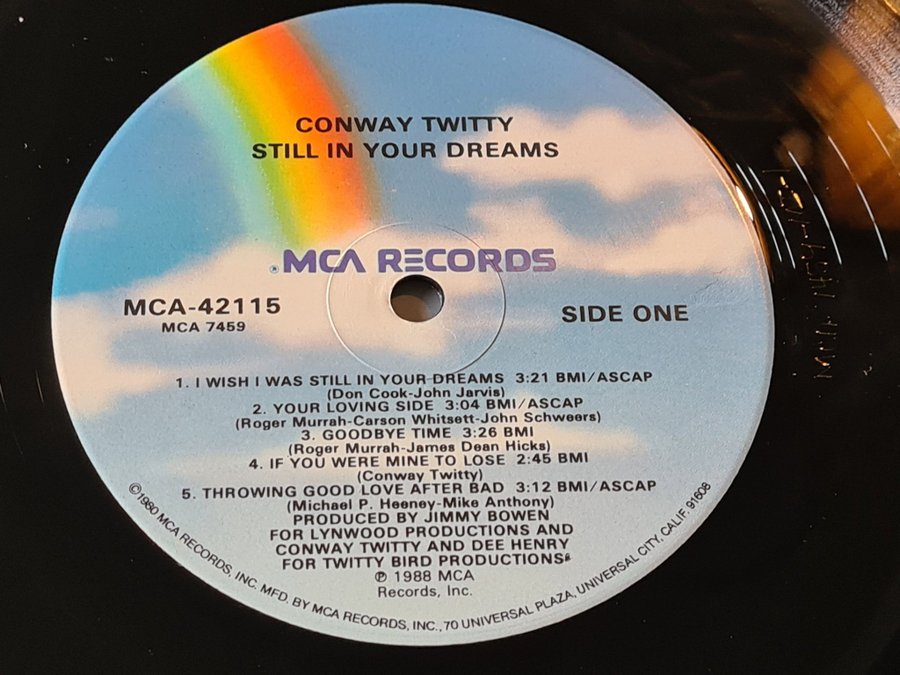 CONWAY TWITTY
STILL IN YOUR DREAMS
®MCA RECORDS
MCA-42115
MCA 7459
SIDE ONE
1. I WISH I WAS STILL IN YOUR DREAMS 3:21 BMI/ASCAP
(Don Cook-John Jarvis)
2. YOUR LOVING SIDE 3:04 BMI/ASCAP
(Roger Murrah-Carson Whitsett-John Schweers)
3. GOODBYE TIME 3:26 BMI
(Roger Murrah-James Dean Hicks)
4. IF YOU WERE MINE TO LOSE 2:45 BMI
(Conway Twitty)
5. THROWING GOOD LOVE AFTER BAD 3:12 BMI/ASCAP
(Michael P. Heeney-Mike Anthony)
PRODUCED BY JIMMY BOWEN
FOR LYNWOOD PRODUCTIONS AND
CONWAY TWITTY AND DEE HENRY
FOR TWITTY BIRD PRODUCTIONS
℗ 1988 MCA
Records, Inc.
©1980 MCA RECORDS, INC. MFD. BY MCA RECORDS, INC., 70 UNIVERSAL PLAZA, UNIVERSAL CITY, CALIF. 91608